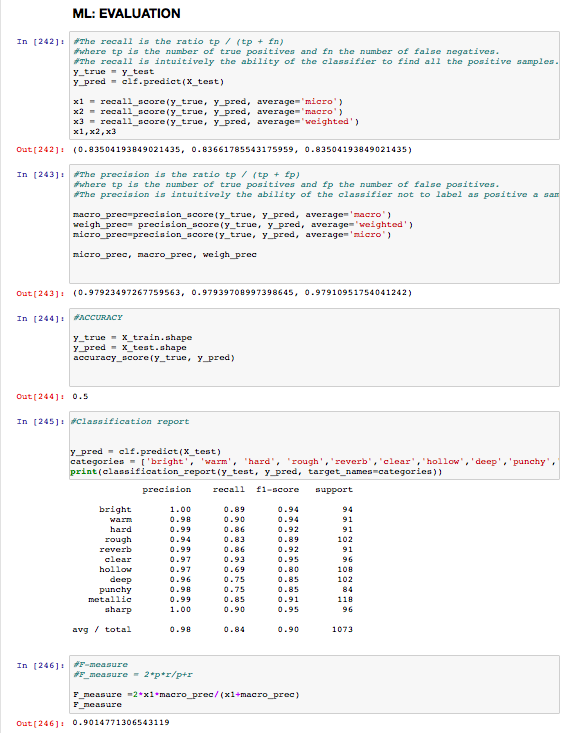 ML: EVALUATION
In [242]: #The recall is the ratio tp / (tp + fn)
#where tp is the number of true positives and fn the number of false negatives.
#The recall is intuitively the ability of the classifier to find all the positive samples.
y_true = y_test
y_pred = clf.predict(X_test)
x1 = recall_score(y_true, y_pred, average='micro')
x2 = recall_score(y_true, y_pred, average='macro')
x3 = recall_score(y_true, y_pred, average='weighted')
x1,x2,x3
Out[242]: (0.83504193849021435, 0.83661785543175959, 0.83504193849021435)
In [243]: #The precision is the ratio tp / (tp + fp)
#where tp is the number of true positives and fp the number of false positives.
#The precision is intuitively the ability of the classifier not to label as positive a sam
macro_prec=precision_score(y_true, y_pred, average='macro')
weigh_prec= precision_score(y_true, y_pred, average='weighted')
micro_prec=precision_score(y_true, y_pred, average='micro')
micro_prec, macro_prec, weigh_prec
Out[243]: (0.97923497267759563, 0.97939708997398645, 0.97910951754041242)
In [244]: #ACCURACY
y_true = X_train.shape
y_pred = X_test.shape
accuracy_score(y_true, y_pred)
Out[244]: 0.5
In [245]: #Classification report
y_pred = clf.predict(X_test)
categories = ['bright', 'warm', 'hard', 'rough','reverb','clear','hollow','deep','punchy',
print(classification_report(y_test, y_pred, target_names=categories))
precision recall f1-score support
bright 1.00 0.89 0.94 94
warm 0.98 0.90 0.94 91
hard 0.99 0.86 0.92 91
rough 0.94 0.83 0.89 102
reverb 0.99 0.86 0.92 91
clear 0.97 0.93 0.95 96
hollow 0.97 0.69 0.80 108
deep 0.96 0.75 0.85 102
punchy 0.98 0.75 0.85 84
metallic 0.99 0.85 0.91 118
sharp 1.00 0.90 0.95 96
avg / total 0.98 0.84 0.90 1073
In [246]: #F-measure
#F_measure = 2*p*r/p+r
F_measure =2*x1*macro_prec/(x1+macro_prec)
F_measure
Out[246]: 0.9014771306543119